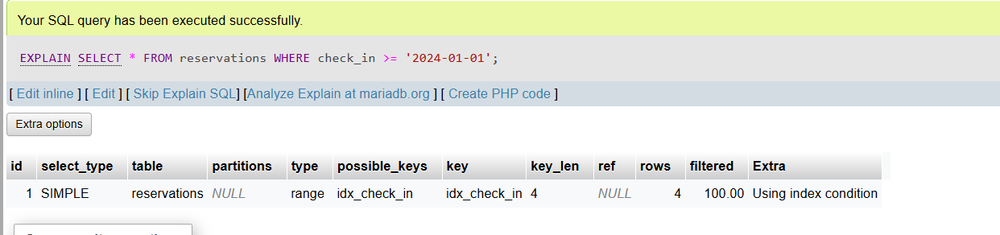 Your SQL query has been executed successfully.
EXPLAIN SELECT * FROM reservations WHERE check_in >= '2024-01-01';
[ Edit inline ] [ Edit ] [ Skip Explain SQL] [Analyze Explain at mariadb.org ] [ Create PHP code ]
Extra options
id select_type table partitions type possible_keys key key_len ref rows filtered Extra
1 SIMPLE reservations NULL range idx_check_in idx_check_in 4 NULL 4 100.00 Using index condition